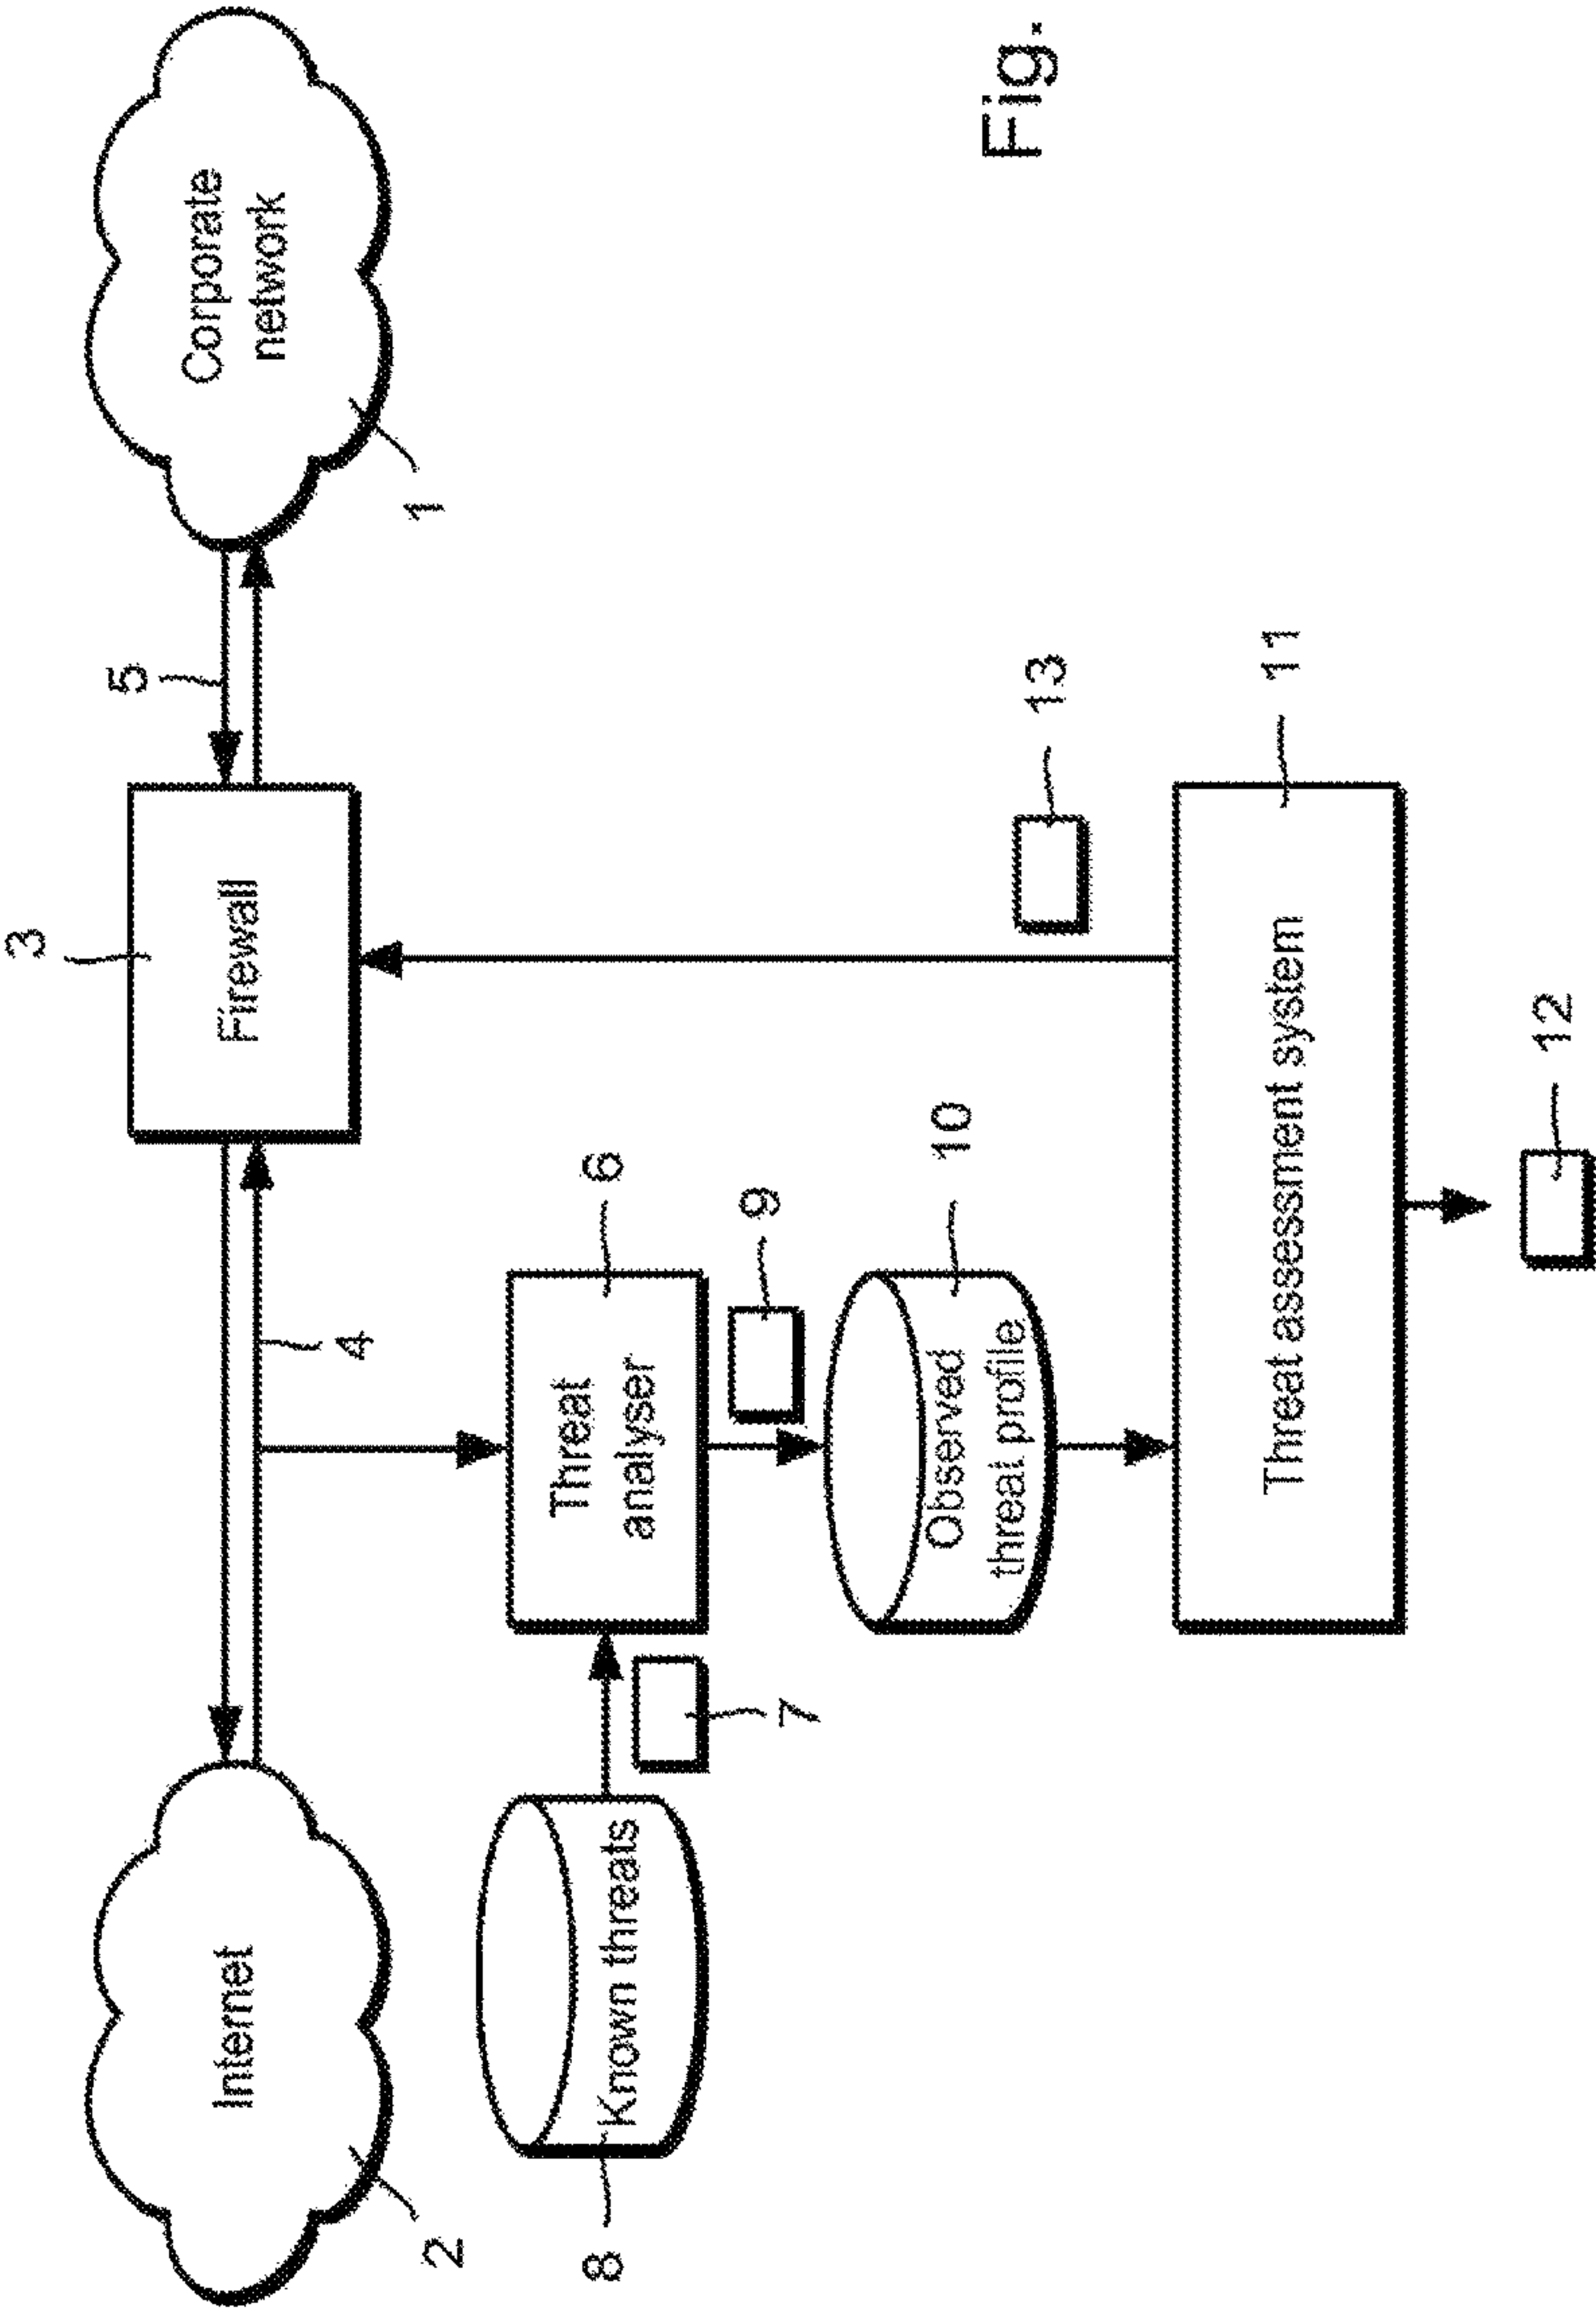 3
5
Internet
Firewall
Corporate
network
4
2
1
6
Threat
analyser
8
Known threats
7
9
10
Observed
threat profile
13
Fig.
11
Threat assessment system
12